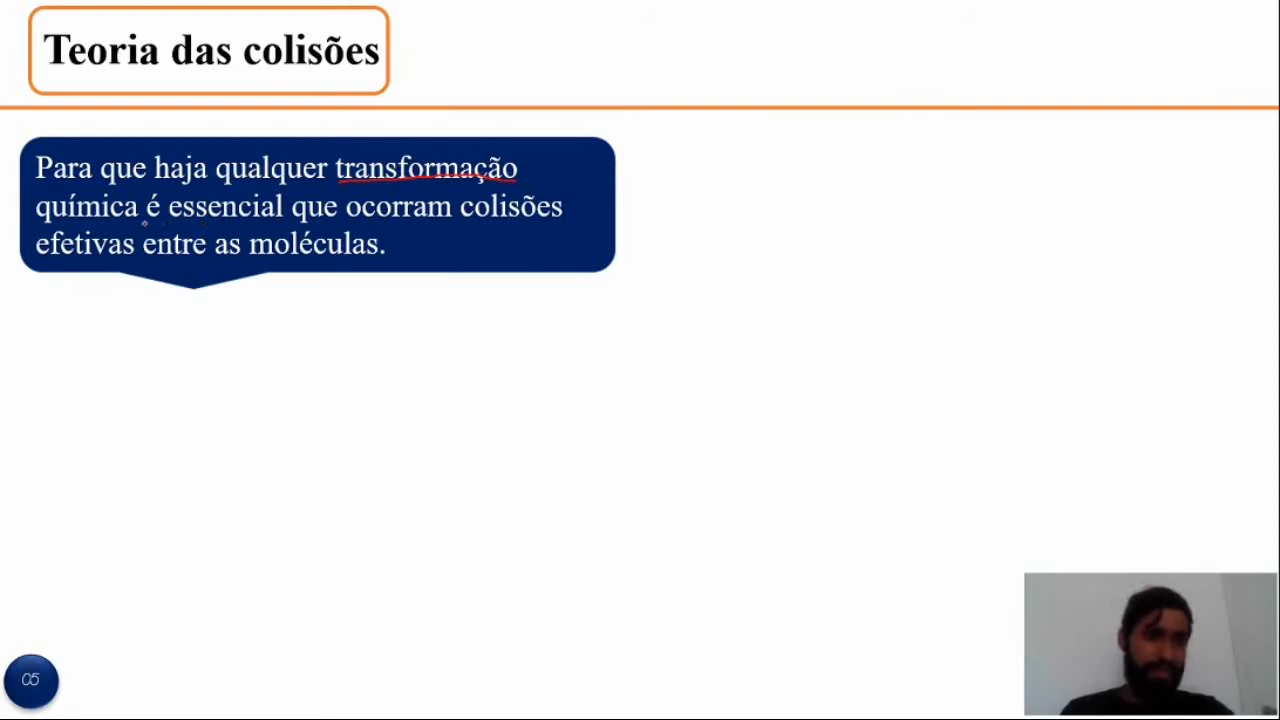 Teoria das colisões
Para que haja qualquer transformação
química é essencial que ocorram colisões
efetivas entre as moléculas.
05